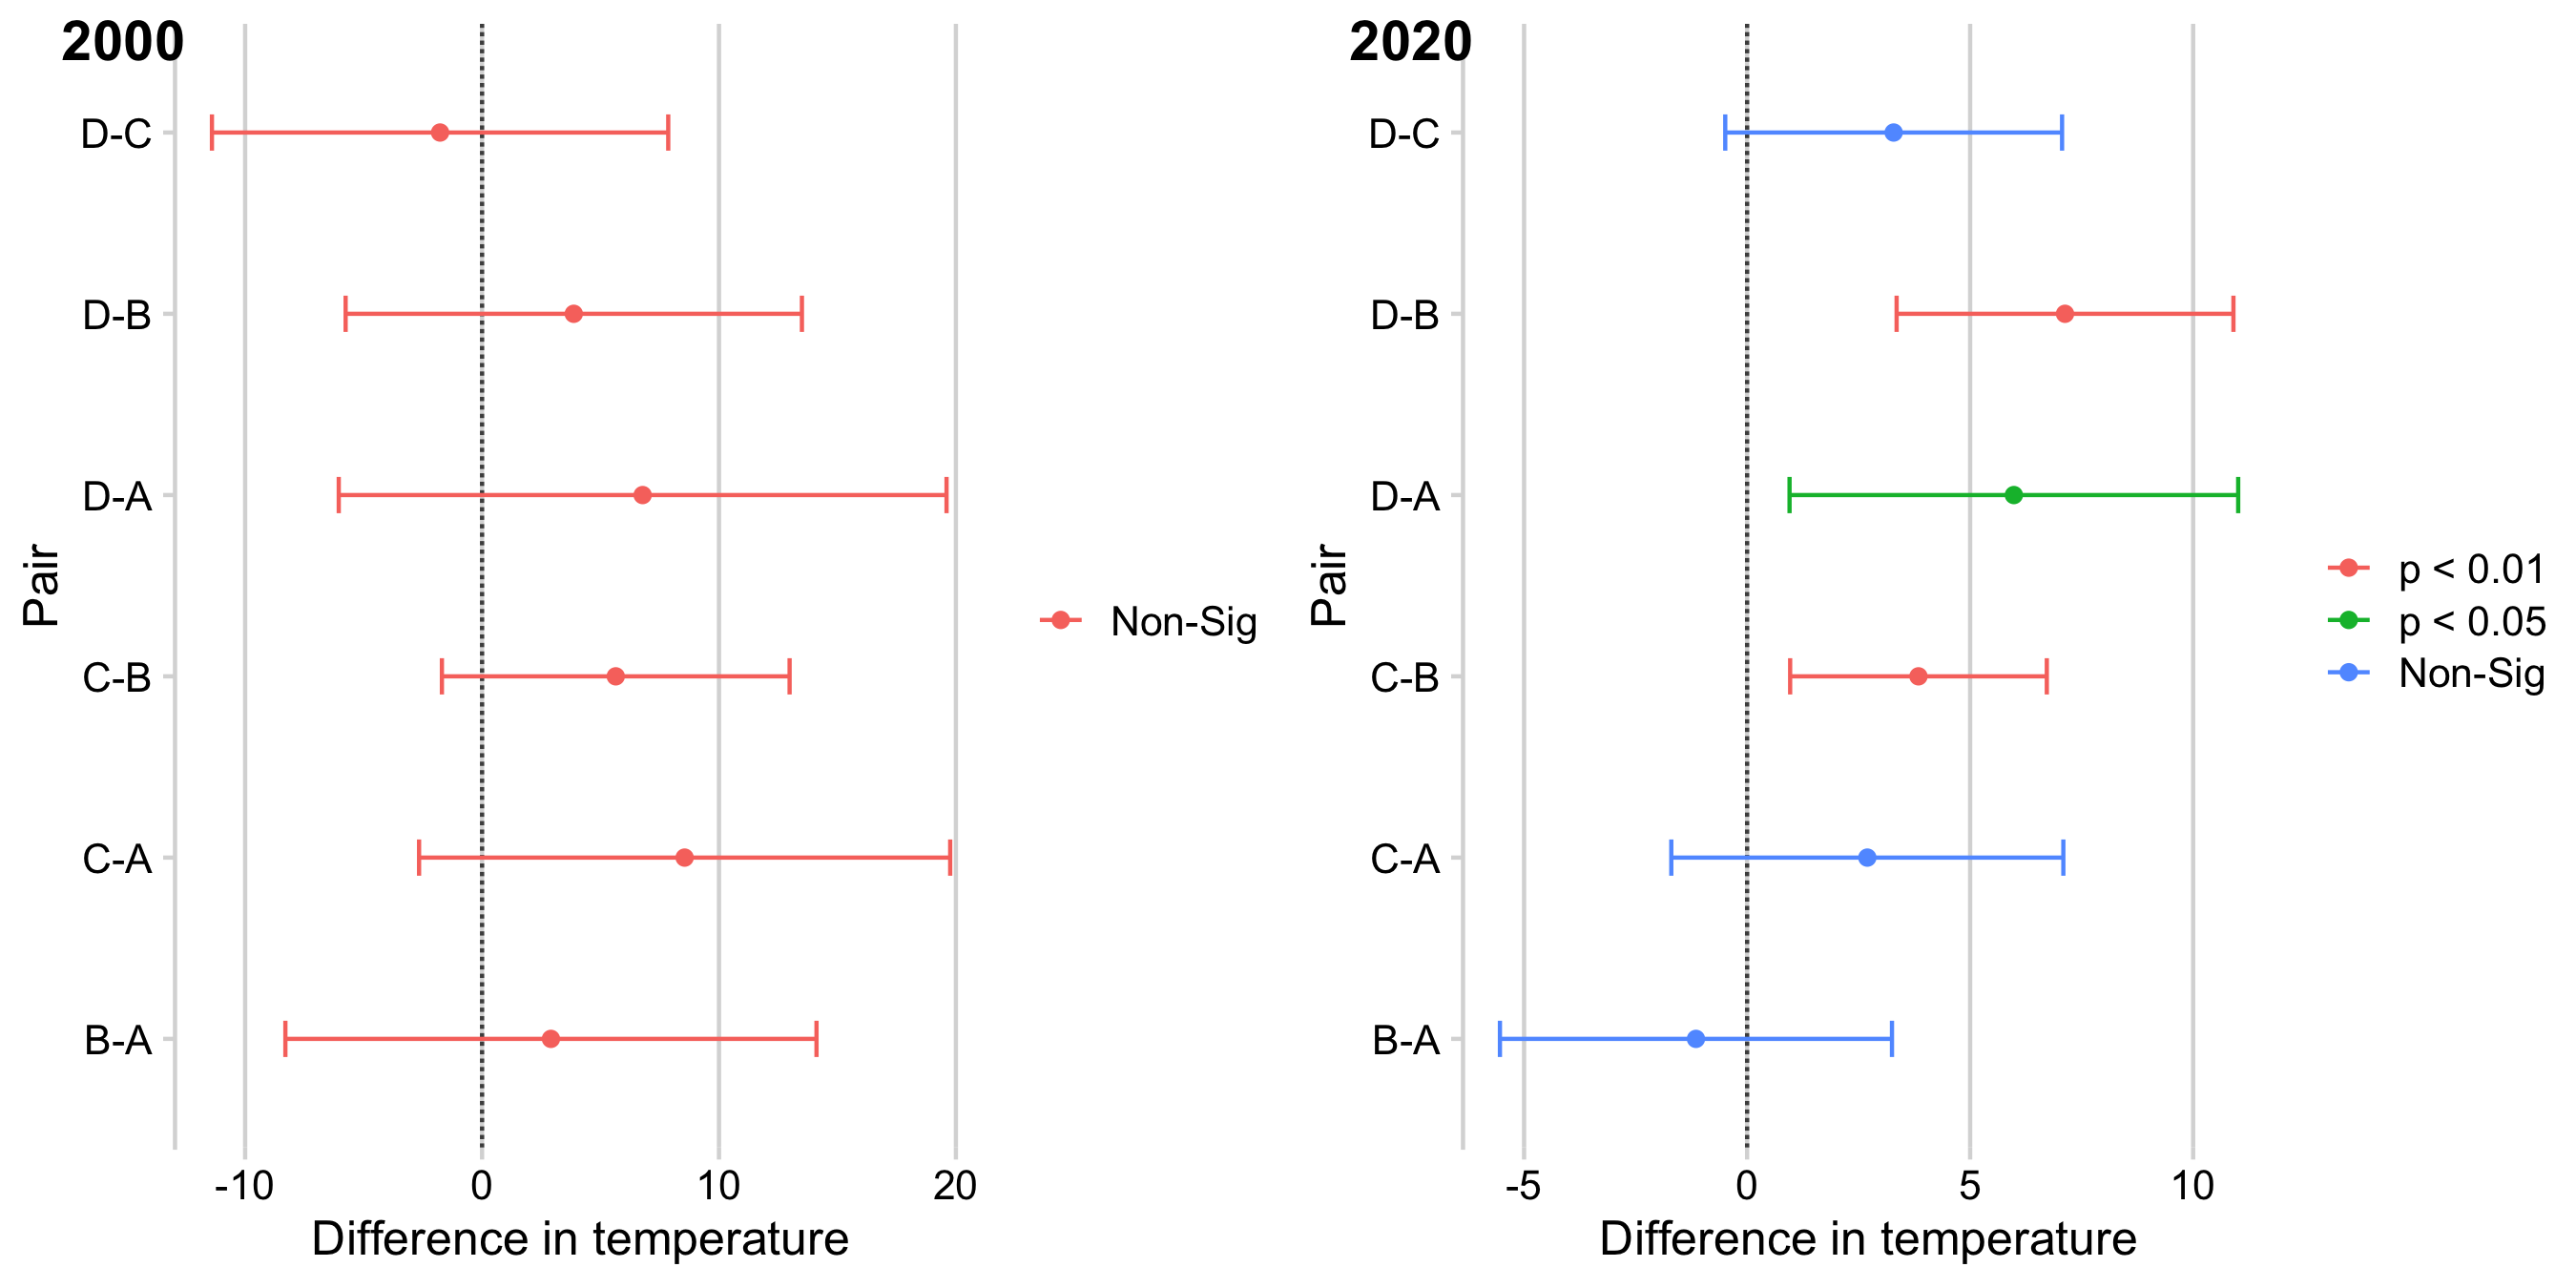 2000
D-C
D-B
D-A
C-B
C-A
B-A
Pair
-10 0 10 20
Difference in temperature
Non-Sig
2020
D-C
D-B
D-A
C-B
C-A
B-A
Pair
-5 0 5 10
Difference in temperature
p < 0.01
p < 0.05
Non-Sig